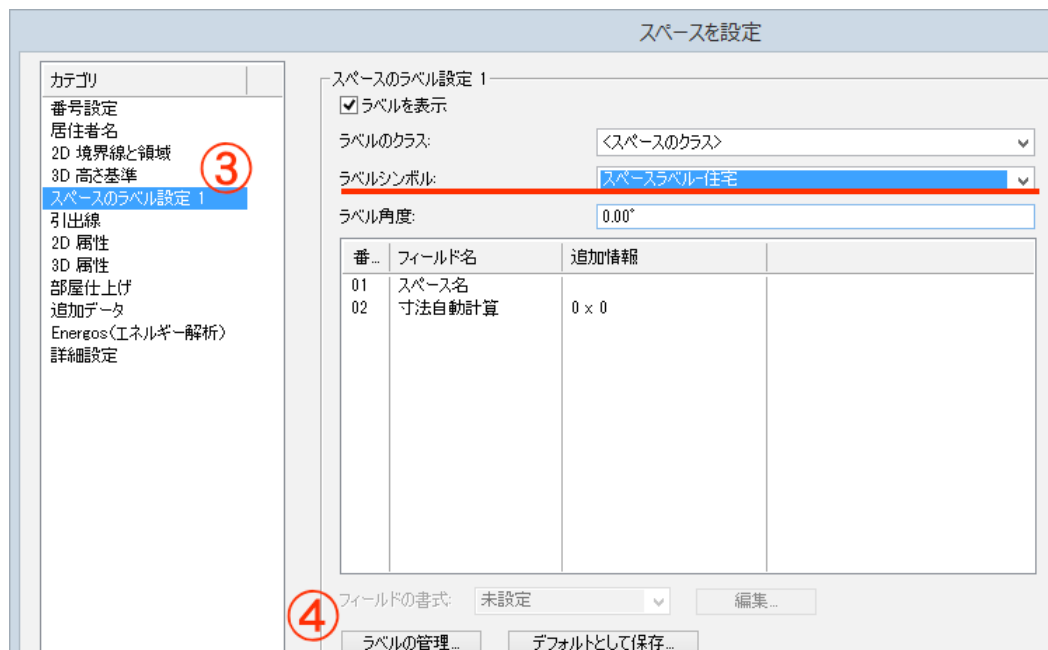 スペースを設定
カテゴリ
番号設定
居住者名
2D 境界線と領域
3D 高さ基準
③
スペースのラベル設定 1
引出線
2D 属性
3D 属性
部屋仕上げ
追加データ
Energos(エネルギー解析)
詳細設定
スペースのラベル設定 1
ラベルを表示
ラベルのクラス: <スペースのクラス>
ラベルシンボル: スペースラベル-住宅
ラベル角度: 0.00°
番... フィールド名 追加情報
01 スペース名
02 寸法自動計算 0 x 0
フィールドの書式: 未設定 編集...
④
ラベルの管理... デフォルトとして保存...